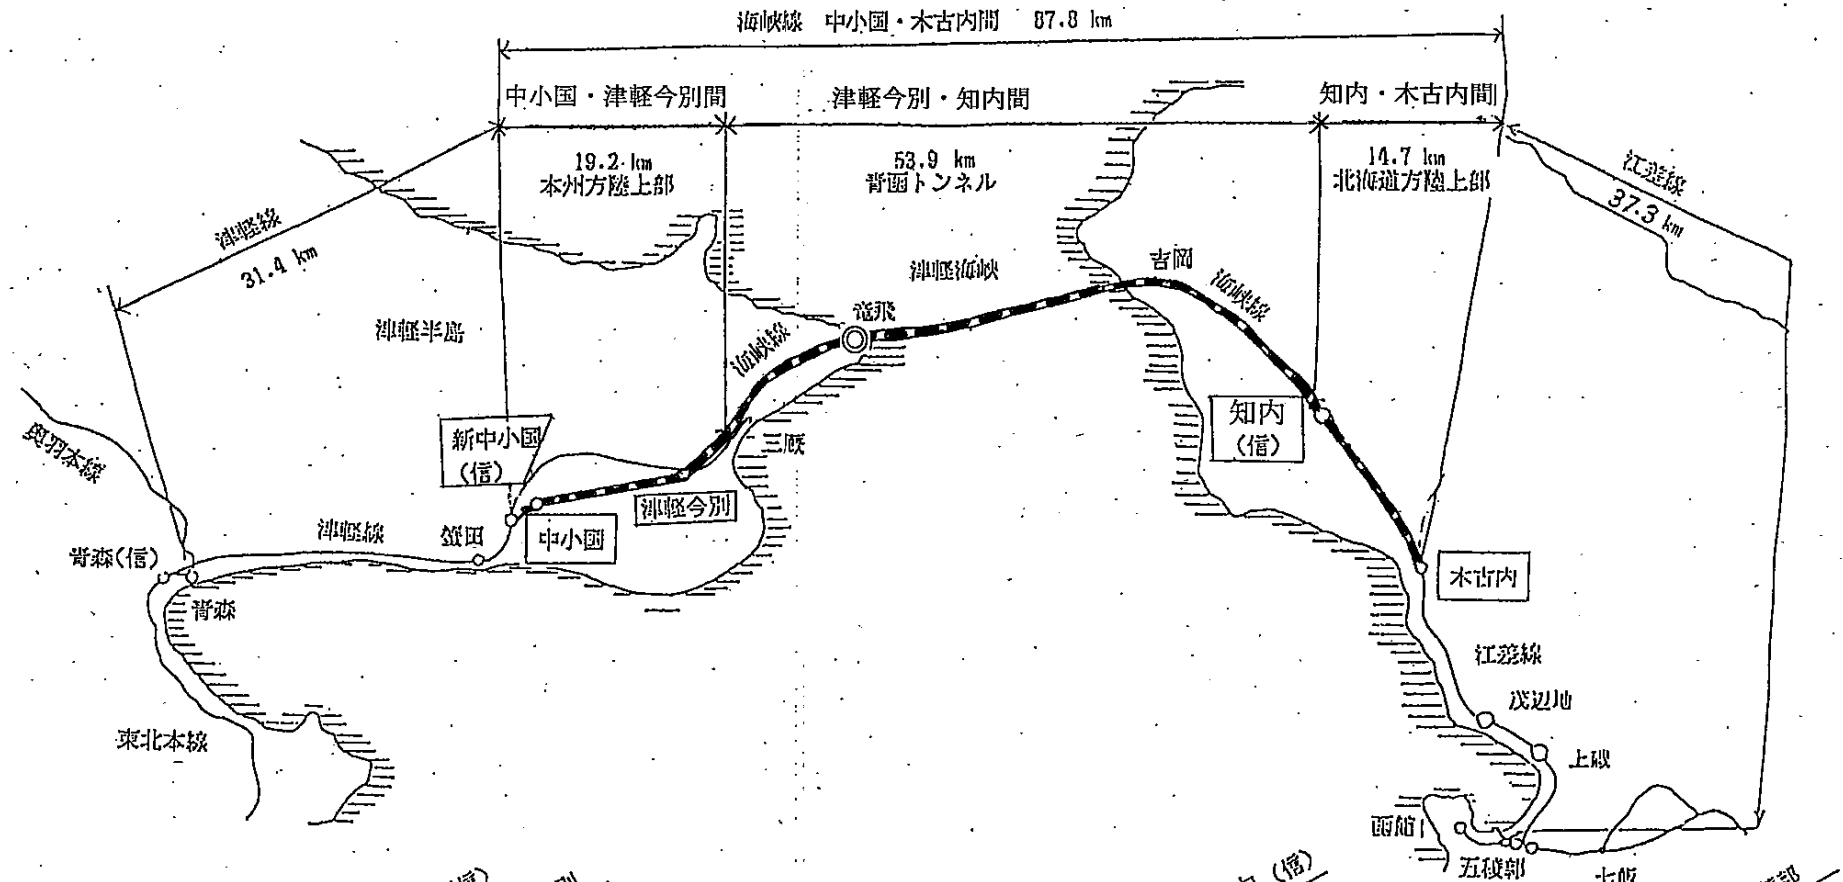 海峡線 中小国・木古内間 87.8 km
中小国・津軽今別間
津軽今別・知内間
知内・木古内間
19.2 km
本州方陸上部
53.9 km
青函トンネル
14.7 km
北海道方陸上部
津軽線
31.4 km
江差線
37.3 km
津軽半島
津軽海峡
吉岡
海峡線
竜飛
海峡線
奥羽本線
新中小国
(信)
三厩
知内
(信)
津軽今別
中小国
津軽線
蟹田
青森(信)
青森
木古内
江差線
茂辺地
上磯
東北本線
函館
五稜郭
七飯
(信)